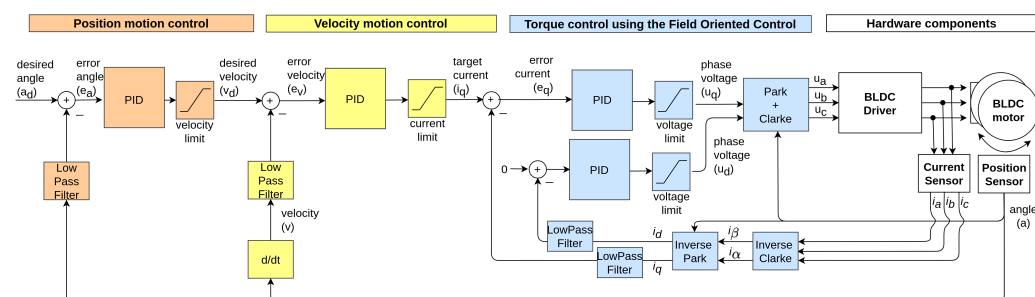 Position motion control
Velocity motion control
Torque control using the Field Oriented Control
Hardware components
desired
angle
(a_d)
+
−
error
angle
(e_a)
PID
velocity
limit
desired
velocity
(v_d)
+
−
error
velocity
(e_v)
PID
current
limit
target
current
(i_q)
+
−
error
current
(e_q)
PID
voltage
limit
phase
voltage
(u_q)
Park
+
Clarke
u_a
u_b
u_c
BLDC
Driver
BLDC
motor
0
+
−
PID
voltage
limit
phase
voltage
(u_d)
Current
Sensor
Position
Sensor
Low
Pass
Filter
Low
Pass
Filter
velocity
(v)
d/dt
LowPass
Filter
i_d
LowPass
Filter
i_q
Inverse
Park
iβ
iα
Inverse
Clarke
i_a
i_b
i_c
angle
(a)